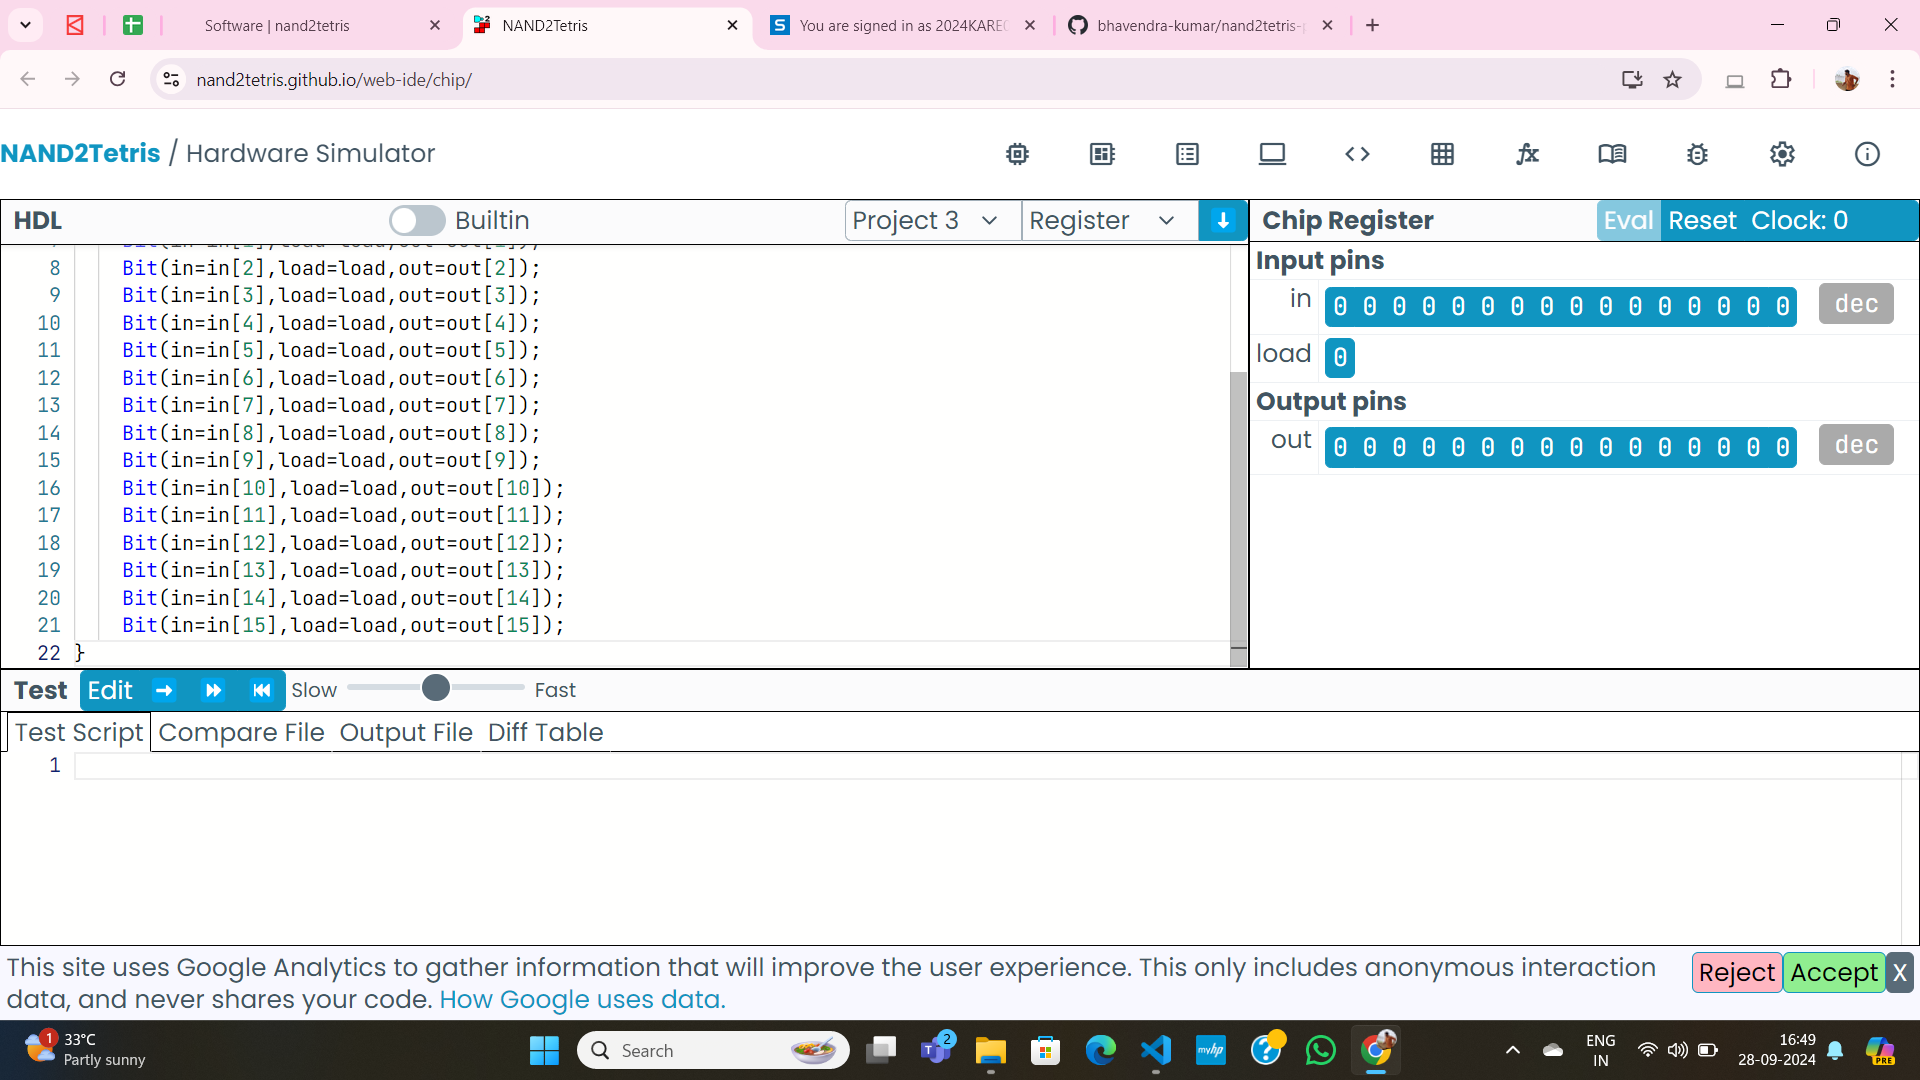 Software | nand2tetris
NAND2Tetris
You are signed in as 2024KARE
bhavendra-kumar/nand2tetris-p
nand2tetris.github.io/web-ide/chip/
NAND2Tetris / Hardware Simulator
HDL
Builtin
Project 3
Register
Chip Register
Eval
Reset
Clock: 0
8 Bit(in=in[2],load=load,out=out[2]);
9 Bit(in=in[3],load=load,out=out[3]);
10 Bit(in=in[4],load=load,out=out[4]);
11 Bit(in=in[5],load=load,out=out[5]);
12 Bit(in=in[6],load=load,out=out[6]);
13 Bit(in=in[7],load=load,out=out[7]);
14 Bit(in=in[8],load=load,out=out[8]);
15 Bit(in=in[9],load=load,out=out[9]);
16 Bit(in=in[10],load=load,out=out[10]);
17 Bit(in=in[11],load=load,out=out[11]);
18 Bit(in=in[12],load=load,out=out[12]);
19 Bit(in=in[13],load=load,out=out[13]);
20 Bit(in=in[14],load=load,out=out[14]);
21 Bit(in=in[15],load=load,out=out[15]);
22 }
Input pins
in 0 0 0 0 0 0 0 0 0 0 0 0 0 0 0 0 dec
load 0
Output pins
out 0 0 0 0 0 0 0 0 0 0 0 0 0 0 0 0 dec
Test
Edit
Slow
Fast
Test Script
Compare File
Output File
Diff Table
1
This site uses Google Analytics to gather information that will improve the user experience. This only includes anonymous interaction
data, and never shares your code. How Google uses data.
Reject
Accept
X
1
33°C
Partly sunny
Search
2
myhp
ENG
IN
16:49
28-09-2024
PRE